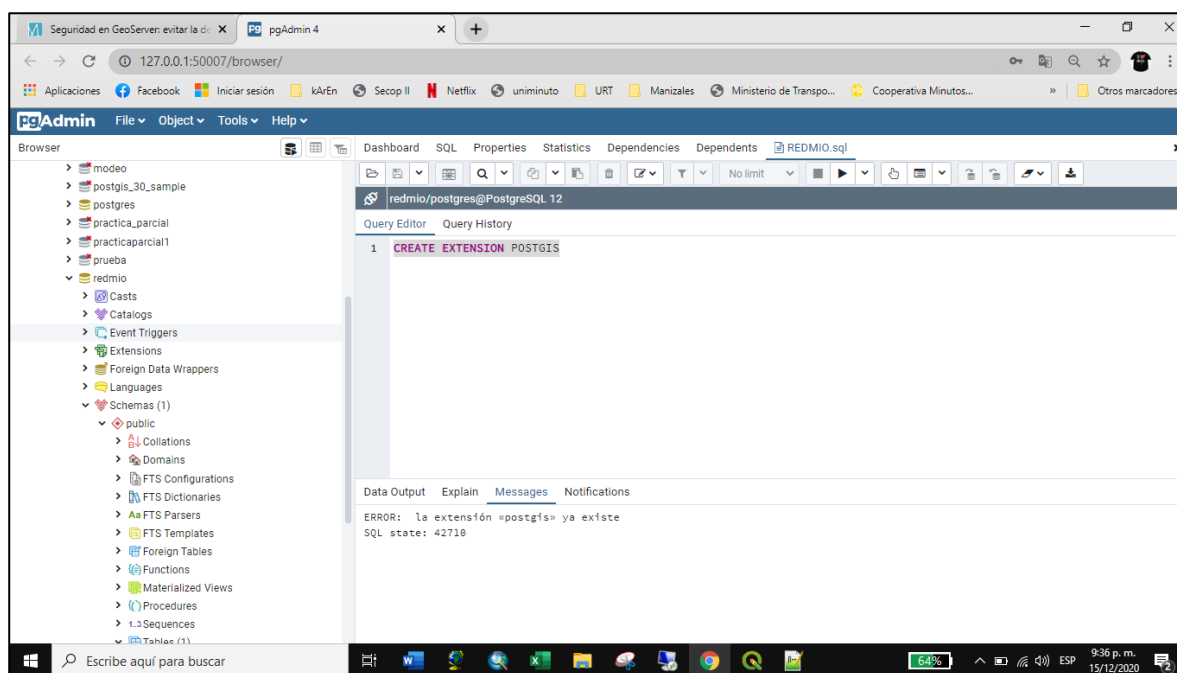 Seguridad en GeoServer: evitar la de
pgAdmin 4
127.0.0.1:50007/browser/
Aplicaciones Facebook Iniciar sesión kArEn Secop II Netflix uniminuto URT Manizales Ministerio de Transpo... Cooperativa Minutos... » Otros marcadores
pgAdmin File Object Tools Help
Browser
Dashboard SQL Properties Statistics Dependencies Dependents REDMIO.sql
No limit
redmio/postgres@PostgreSQL 12
Query Editor Query History
1 CREATE EXTENSION POSTGIS
modeo
postgis_30_sample
postgres
practica_parcial
practicaparcial1
prueba
redmio
Casts
Catalogs
Event Triggers
Extensions
Foreign Data Wrappers
Languages
Schemas (1)
public
Collations
Domains
FTS Configurations
FTS Dictionaries
FTS Parsers
FTS Templates
Foreign Tables
Functions
Materialized Views
Procedures
1..3 Sequences
Tables (1)
Data Output Explain Messages Notifications
ERROR: la extensión «postgis» ya existe
SQL state: 42710
Escribe aquí para buscar
64%
ESP
9:36 p. m.
15/12/2020
2